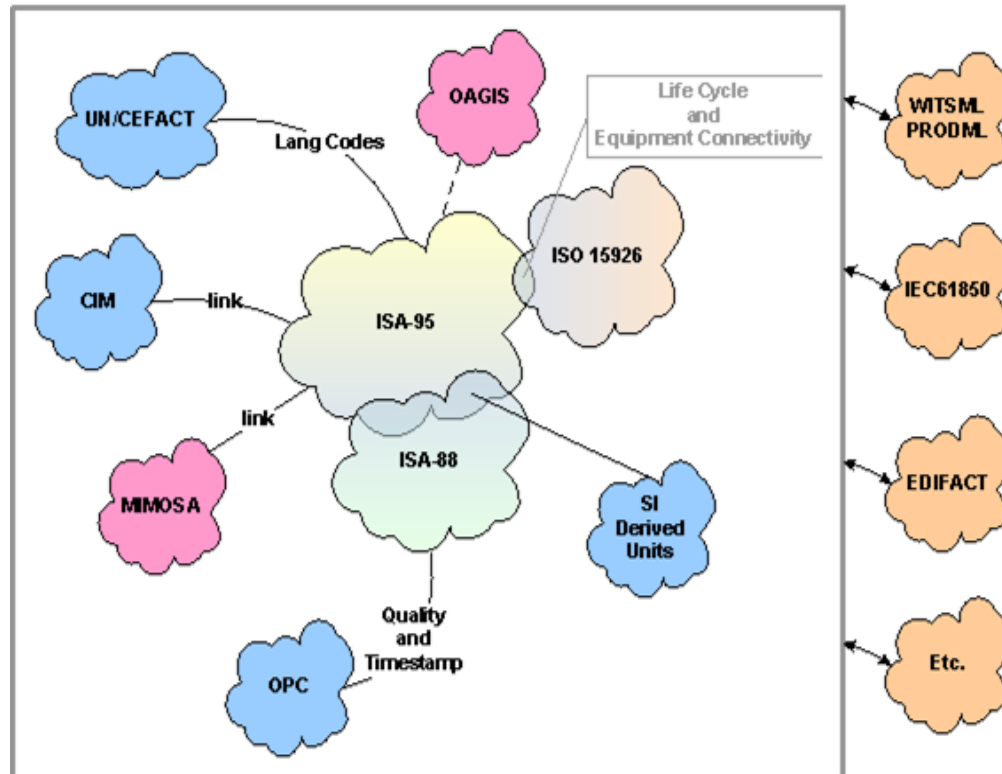 OAGIS
UN/CEFACT
Lang Codes
Life Cycle
and
Equipment Connectivity
WITSML
PRODML
ISO 15926
CIM
link
ISA-95
IEC61850
link
ISA-88
MIMOSA
SI
Derived
Units
EDIFACT
Quality
and
Timestamp
OPC
Etc.